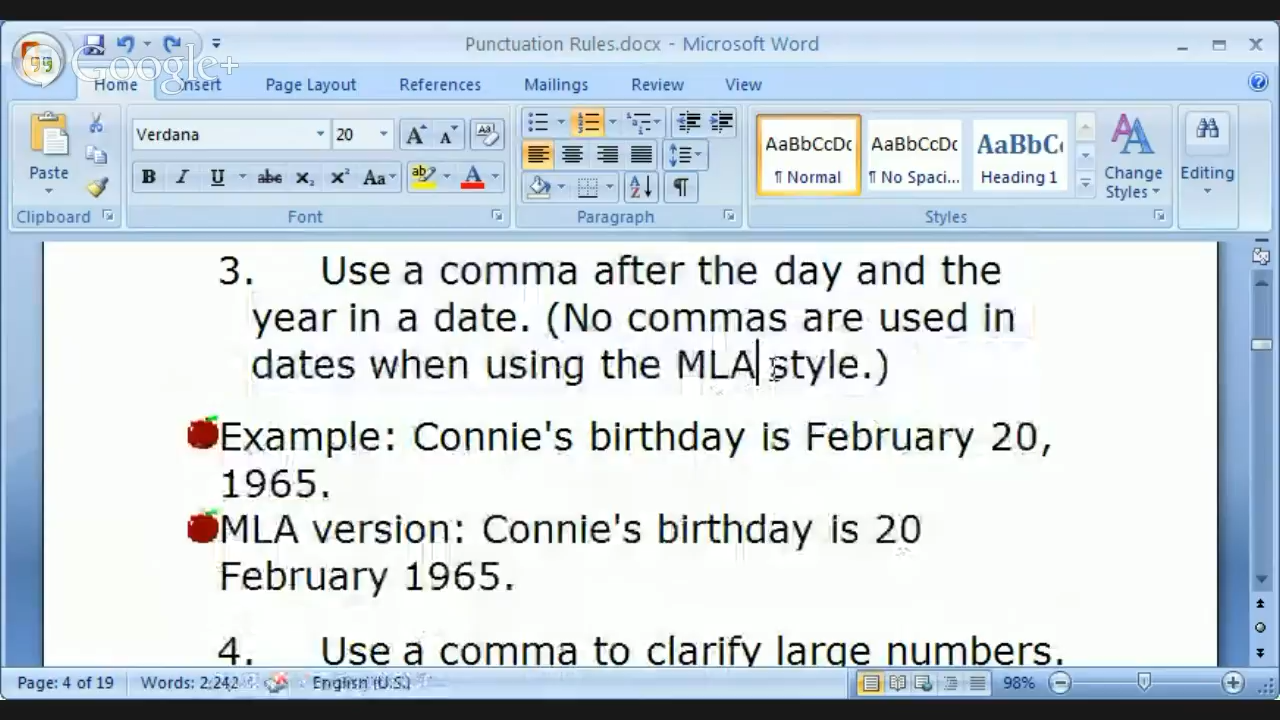 Punctuation Rules.docx - Microsoft Word
Google+
Home Insert Page Layout References Mailings Review View
Paste
Clipboard
Verdana 20
Font
Paragraph
AaBbCcDc AaBbCcDc AaBbCc
¶ Normal ¶ No Spaci... Heading 1
Change Styles
Styles
Editing
3. Use a comma after the day and the
year in a date. (No commas are used in
dates when using the MLA style.)
Example: Connie's birthday is February 20,
1965.
MLA version: Connie's birthday is 20
February 1965.
4. Use a comma to clarify large numbers.
Page: 4 of 19 Words: 2,242 English (U.S.) 98%